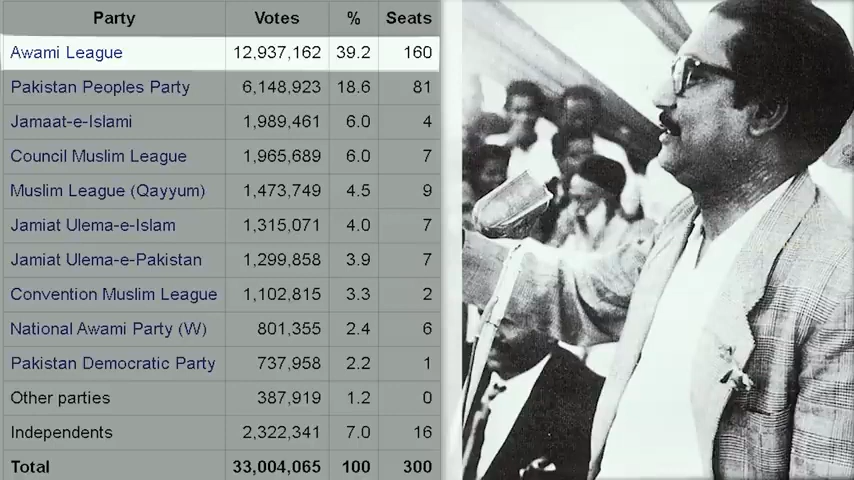 Party Votes % Seats
Awami League 12,937,162 39.2 160
Pakistan Peoples Party 6,148,923 18.6 81
Jamaat-e-Islami 1,989,461 6.0 4
Council Muslim League 1,965,689 6.0 7
Muslim League (Qayyum) 1,473,749 4.5 9
Jamiat Ulema-e-Islam 1,315,071 4.0 7
Jamiat Ulema-e-Pakistan 1,299,858 3.9 7
Convention Muslim League 1,102,815 3.3 2
National Awami Party (W) 801,355 2.4 6
Pakistan Democratic Party 737,958 2.2 1
Other parties 387,919 1.2 0
Independents 2,322,341 7.0 16
Total 33,004,065 100 300